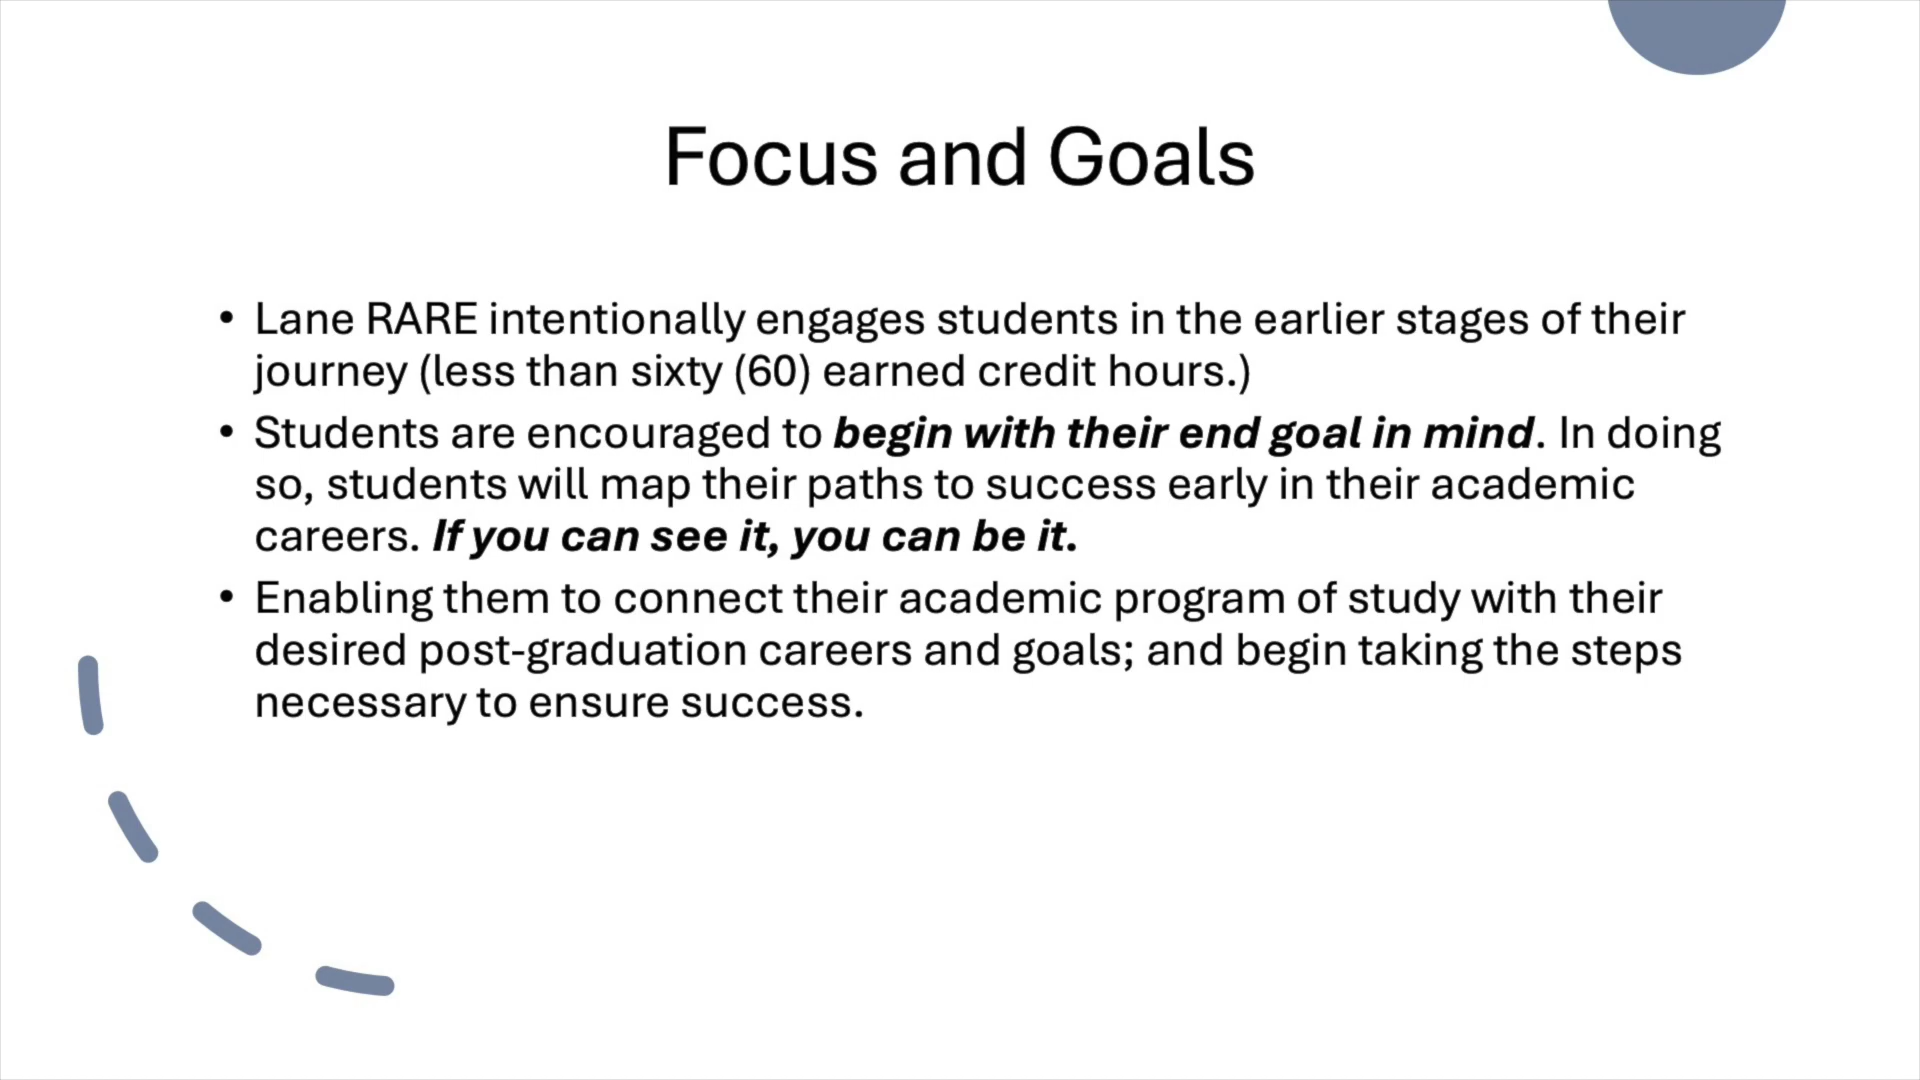 Focus and Goals
• Lane RARE intentionally engages students in the earlier stages of their
journey (less than sixty (60) earned credit hours.)
• Students are encouraged to begin with their end goal in mind. In doing
so, students will map their paths to success early in their academic
careers. If you can see it, you can be it.
• Enabling them to connect their academic program of study with their
desired post-graduation careers and goals; and begin taking the steps
necessary to ensure success.